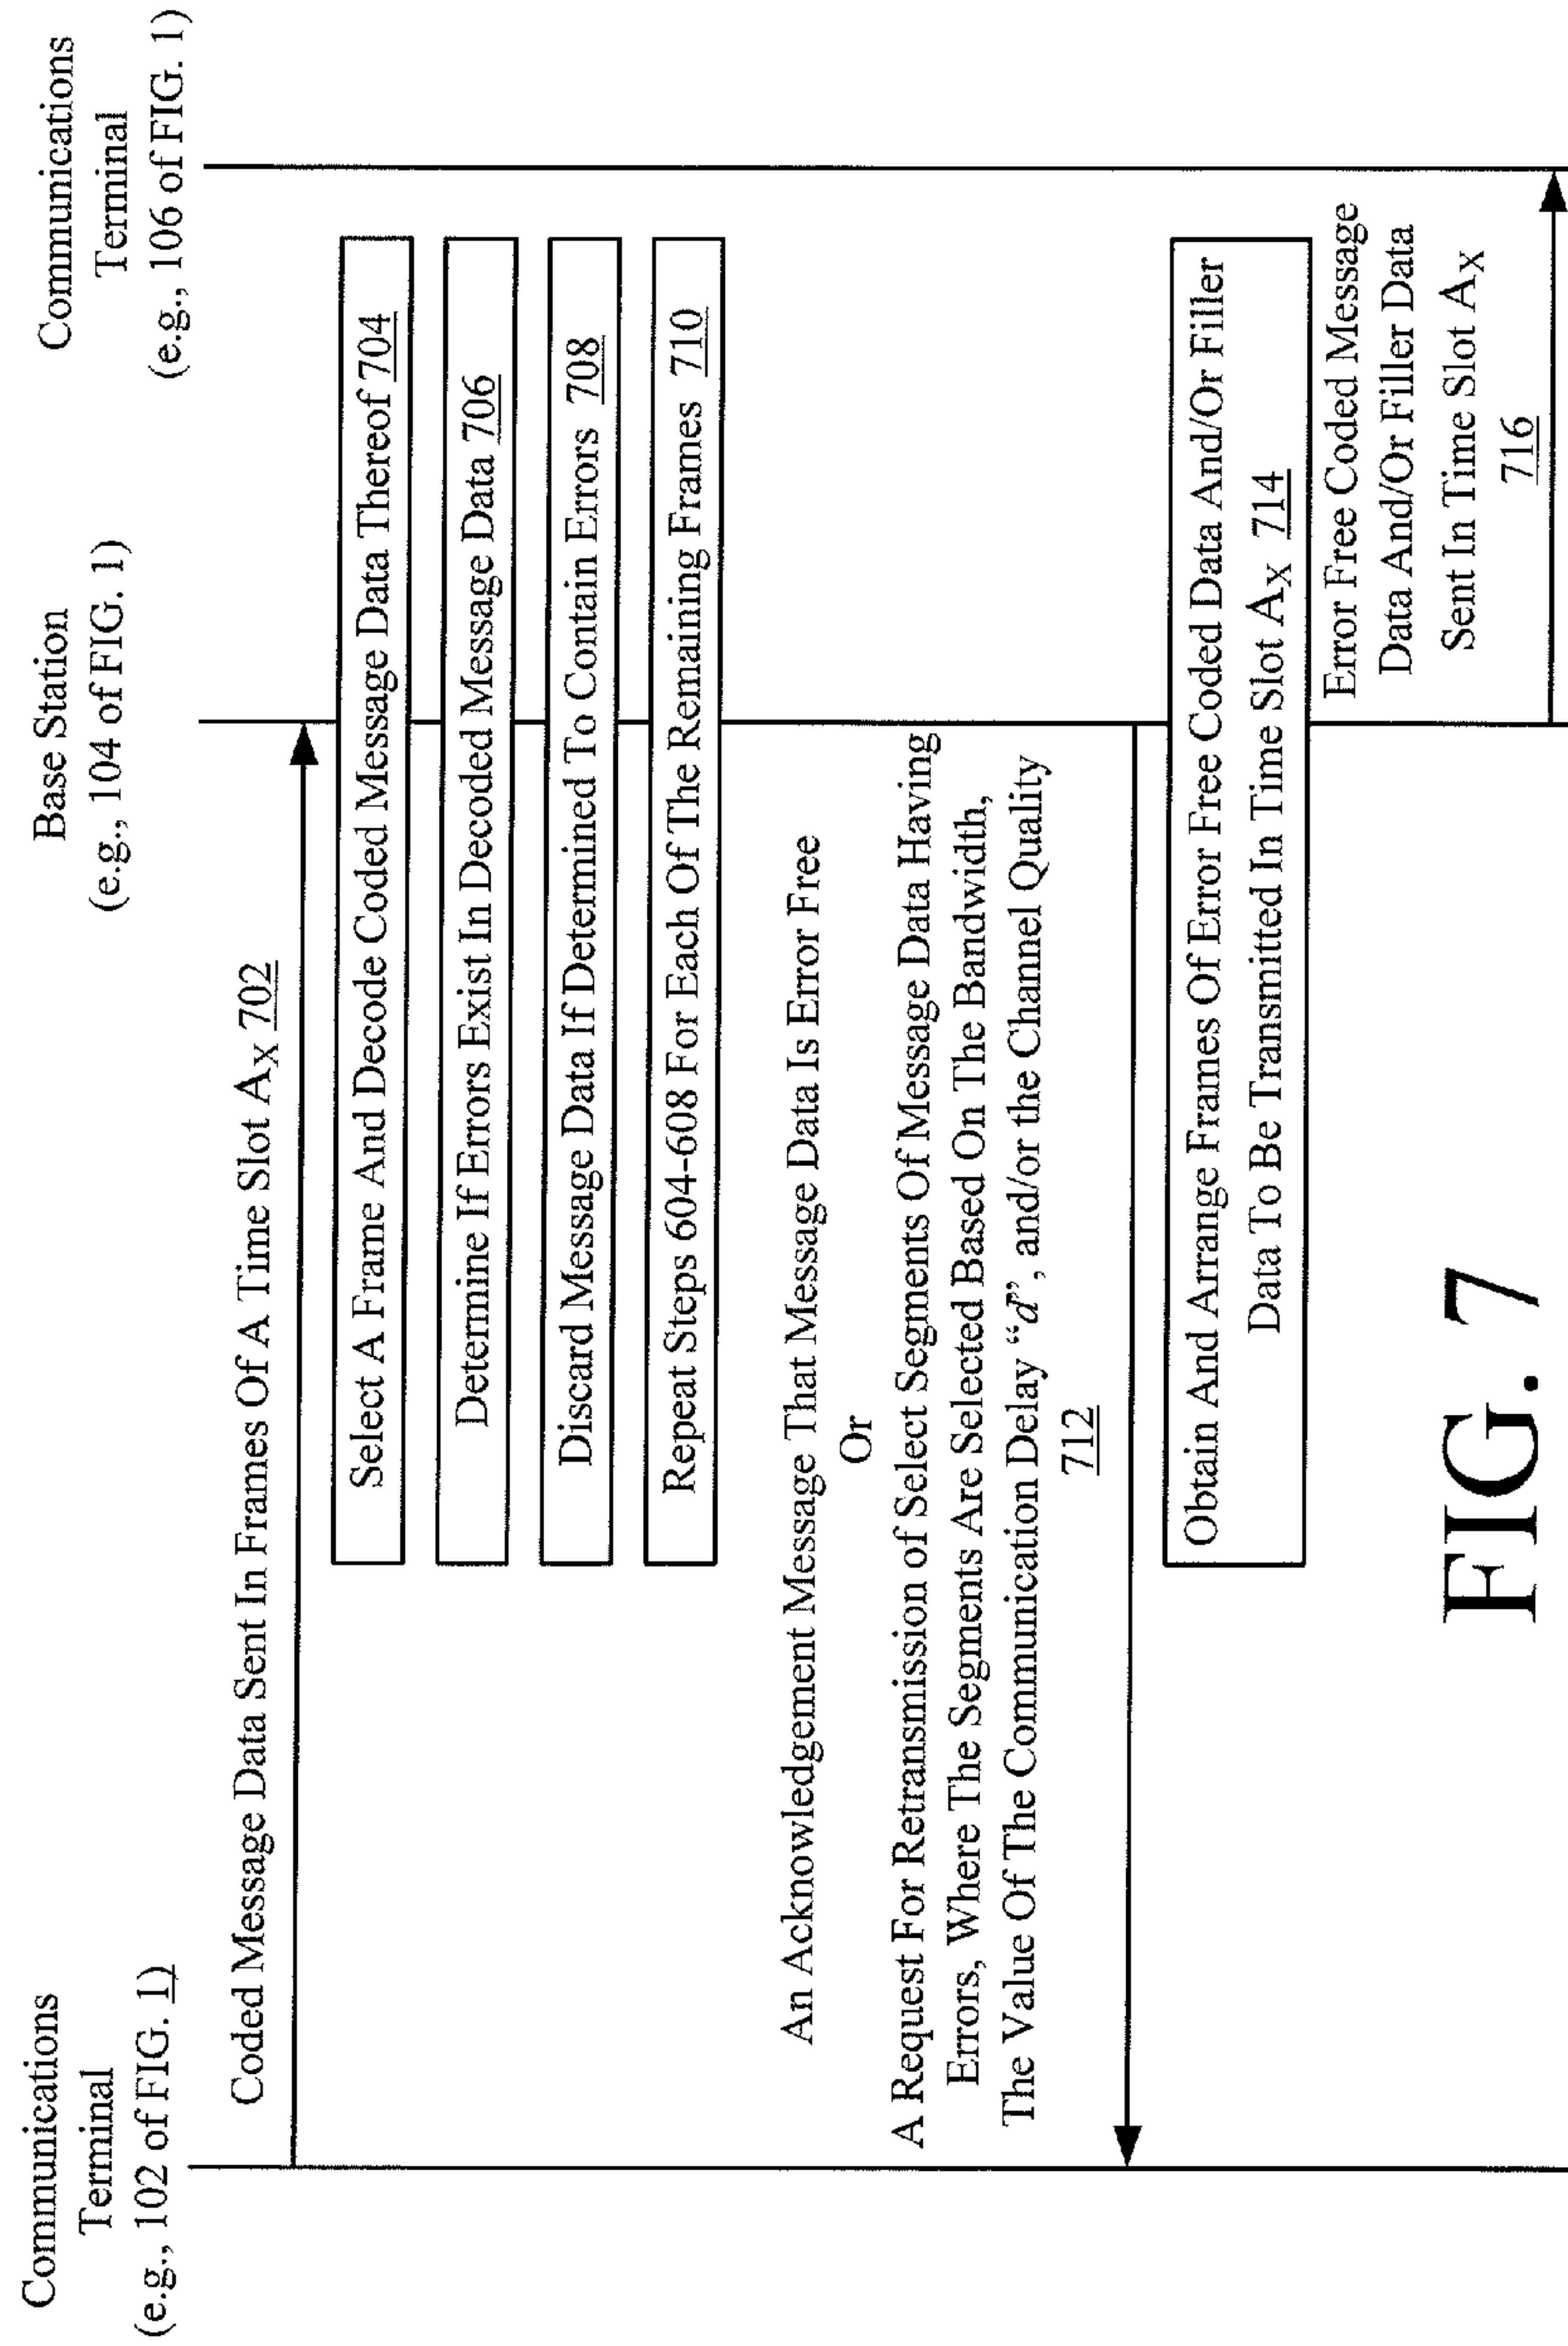 Communications
Terminal
(e.g., 102 of FIG. 1)
Base Station
(e.g., 104 of FIG. 1)
Communications
Terminal
(e.g., 106 of FIG. 1)
Coded Message Data Sent In Frames Of A Time Slot AX 702
Select A Frame And Decode Coded Message Data Thereof 704
Determine If Errors Exist In Decoded Message Data 706
Discard Message Data If Determined To Contain Errors 708
Repeat Steps 604-608 For Each Of The Remaining Frames 710
An Acknowledgement Message That Message Data Is Error Free
Or
A Request For Retransmission of Select Segments Of Message Data Having
Errors, Where The Segments Are Selected Based On The Bandwidth,
The Value Of The Communication Delay “d”, and/or the Channel Quality
712
Obtain And Arrange Frames Of Error Free Coded Data And/Or Filler
Data To Be Transmitted In Time Slot AX 714
Error Free Coded Message
Data And/Or Filler Data
Sent In Time Slot AX
716
FIG. 7